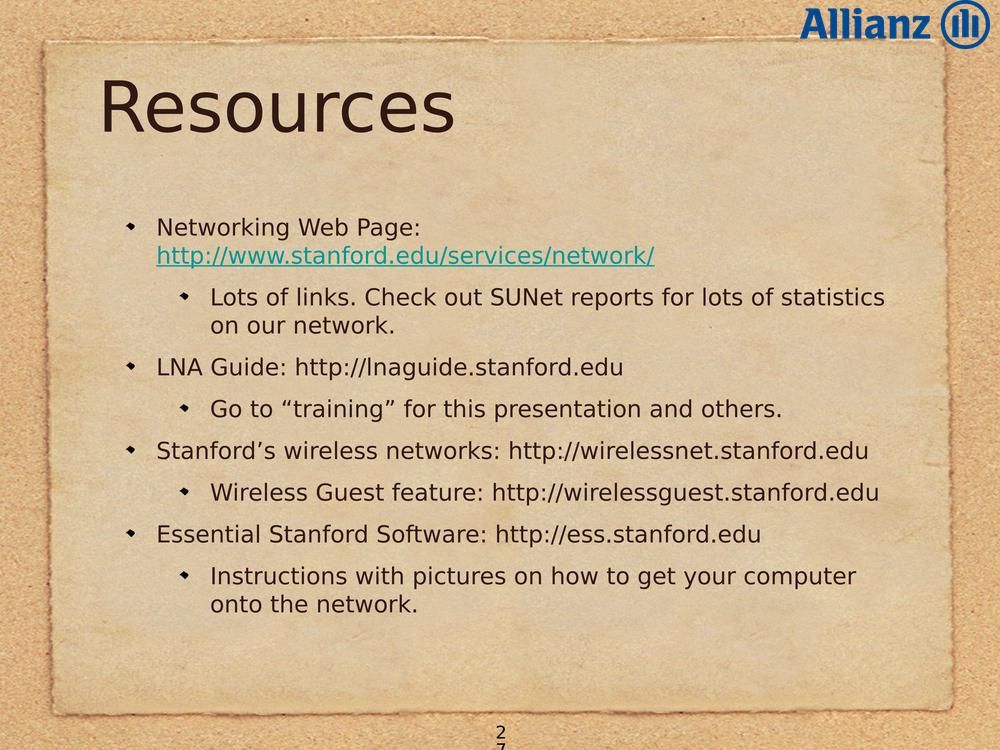 Allianz
Resources
Networking Web Page:
http://www.stanford.edu/services/network/
Lots of links. Check out SUNet reports for lots of statistics
on our network.
LNA Guide: http://lnaguide.stanford.edu
Go to “training” for this presentation and others.
Stanford’s wireless networks: http://wirelessnet.stanford.edu
Wireless Guest feature: http://wirelessguest.stanford.edu
Essential Stanford Software: http://ess.stanford.edu
Instructions with pictures on how to get your computer
onto the network.
2
7